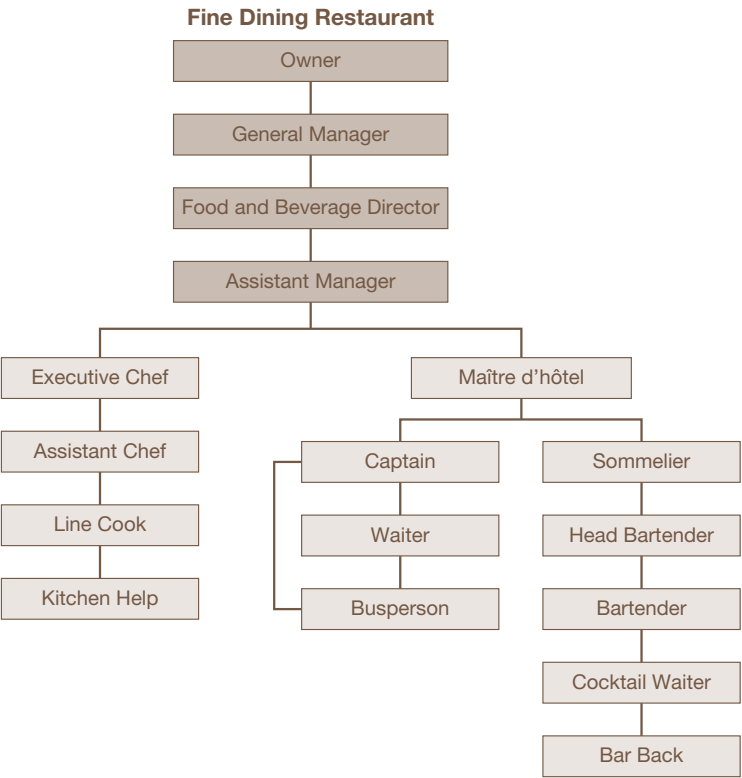 Fine Dining Restaurant
Owner
General Manager
Food and Beverage Director
Assistant Manager
Executive Chef
Assistant Chef
Line Cook
Kitchen Help
Maître d’hôtel
Captain
Waiter
Busperson
Sommelier
Head Bartender
Bartender
Cocktail Waiter
Bar Back